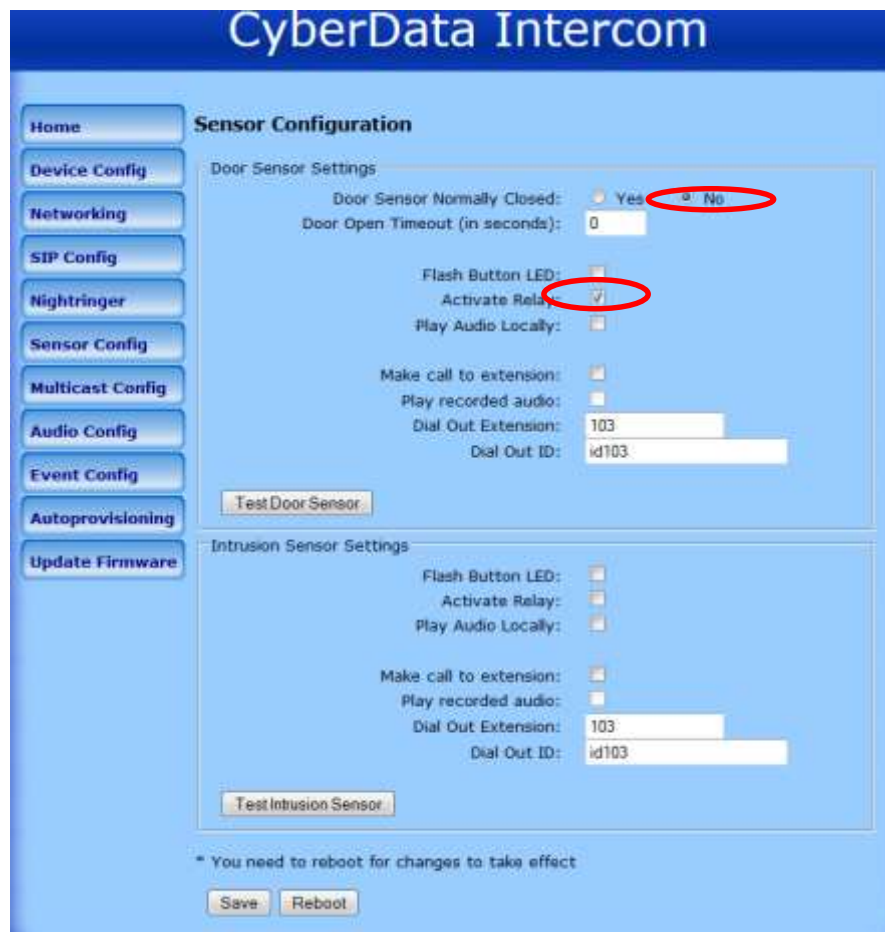 CyberData Intercom
Home
Device Config
Networking
SIP Config
Nightringer
Sensor Config
Multicast Config
Audio Config
Event Config
Autoprovisioning
Update Firmware
Sensor Configuration
Door Sensor Settings
Door Sensor Normally Closed: Yes No
Door Open Timeout (in seconds): 0
Flash Button LED:
Activate Relay:
Play Audio Locally:
Make call to extension:
Play recorded audio:
Dial Out Extension: 103
Dial Out ID: id103
Test Door Sensor
Intrusion Sensor Settings
Flash Button LED:
Activate Relay:
Play Audio Locally:
Make call to extension:
Play recorded audio:
Dial Out Extension: 103
Dial Out ID: id103
Test Intrusion Sensor
* You need to reboot for changes to take effect
Save Reboot